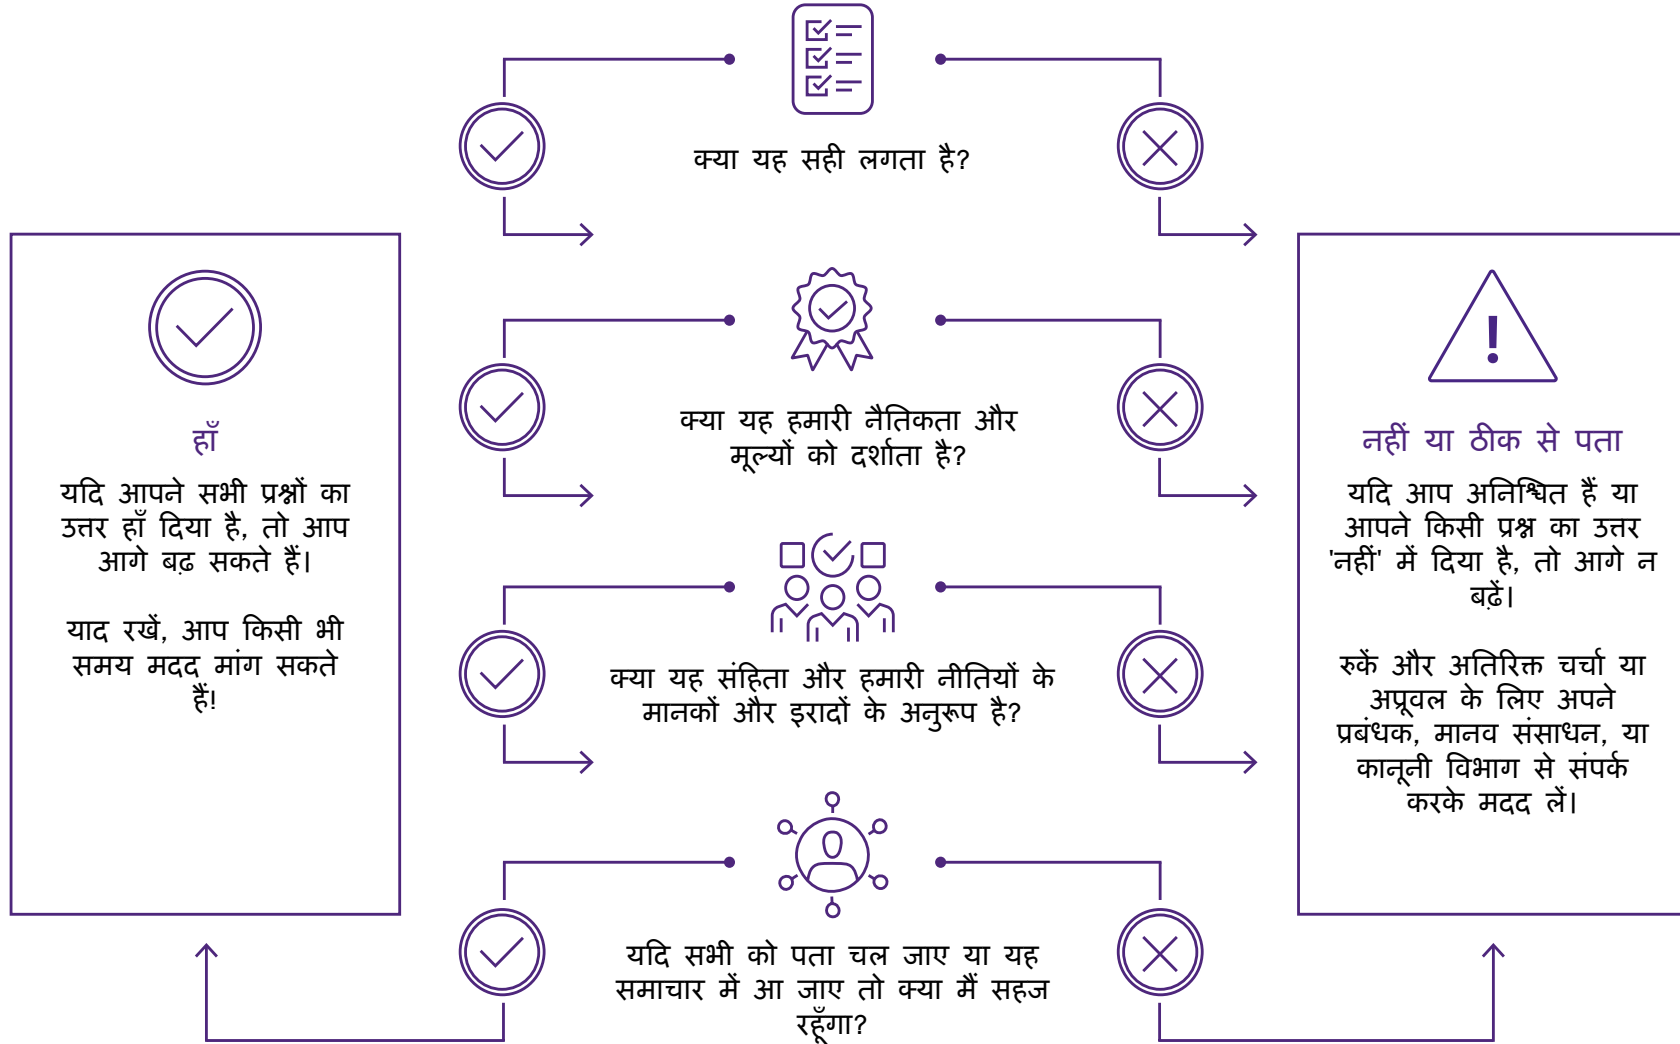 क्या यह सही लगता है?
हाँ
यदि आपने सभी प्रश्नों का
उत्तर हाँ दिया है, तो आप
आगे बढ़ सकते हैं।
याद रखें, आप किसी भी
समय मदद मांग सकते
हैं!
क्या यह हमारी नैतिकता और
मूल्यों को दर्शाता है?
क्या यह संहिता और हमारी नीतियों के
मानकों और इरादों के अनुरूप है?
यदि सभी को पता चल जाए या यह
समाचार में आ जाए तो क्या मैं सहज
रहूँगा?
नहीं या ठीक से पता
यदि आप अनिश्चित हैं या
आपने किसी प्रश्न का उत्तर
'नहीं' में दिया है, तो आगे न
बढ़ें।
रुकें और अतिरिक्त चर्चा या
अप्रूवल के लिए अपने
प्रबंधक, मानव संसाधन, या
कानूनी विभाग से संपर्क
करके मदद लें।